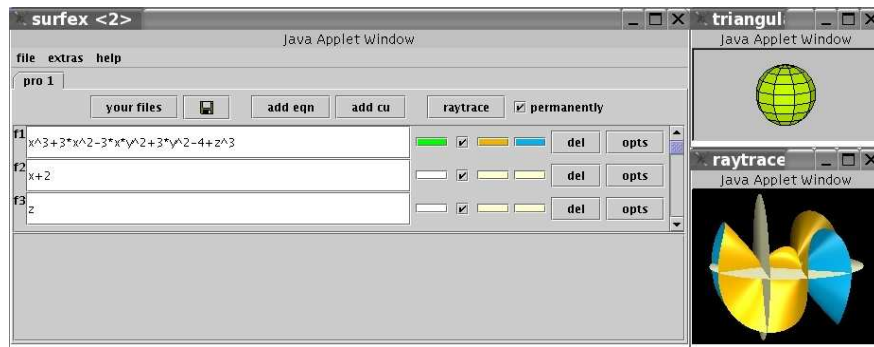 surfex <2>
Java Applet Window
file extras help
pro 1
your files add eqn add cu raytrace permanently
f1 x^3+3*x^2-3*x*y^2+3*y^2-4+z^3 del opts
f2 x+2 del opts
f3 z del opts
triangul
Java Applet Window
raytrace
Java Applet Window